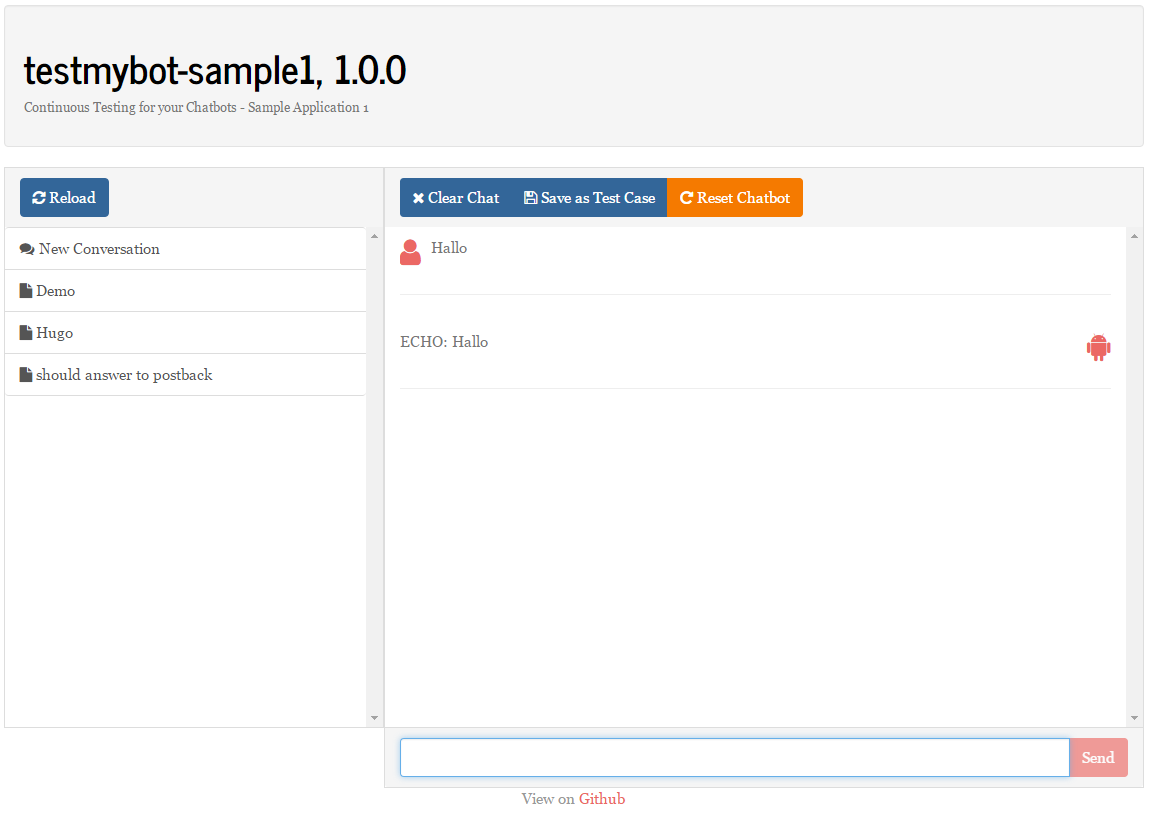 testmybot-sample1, 1.0.0
Continuous Testing for your Chatbots - Sample Application 1
Reload
Clear Chat
Save as Test Case
Reset Chatbot
New Conversation
Demo
Hugo
should answer to postback
Hallo
ECHO: Hallo
Send
View on Github